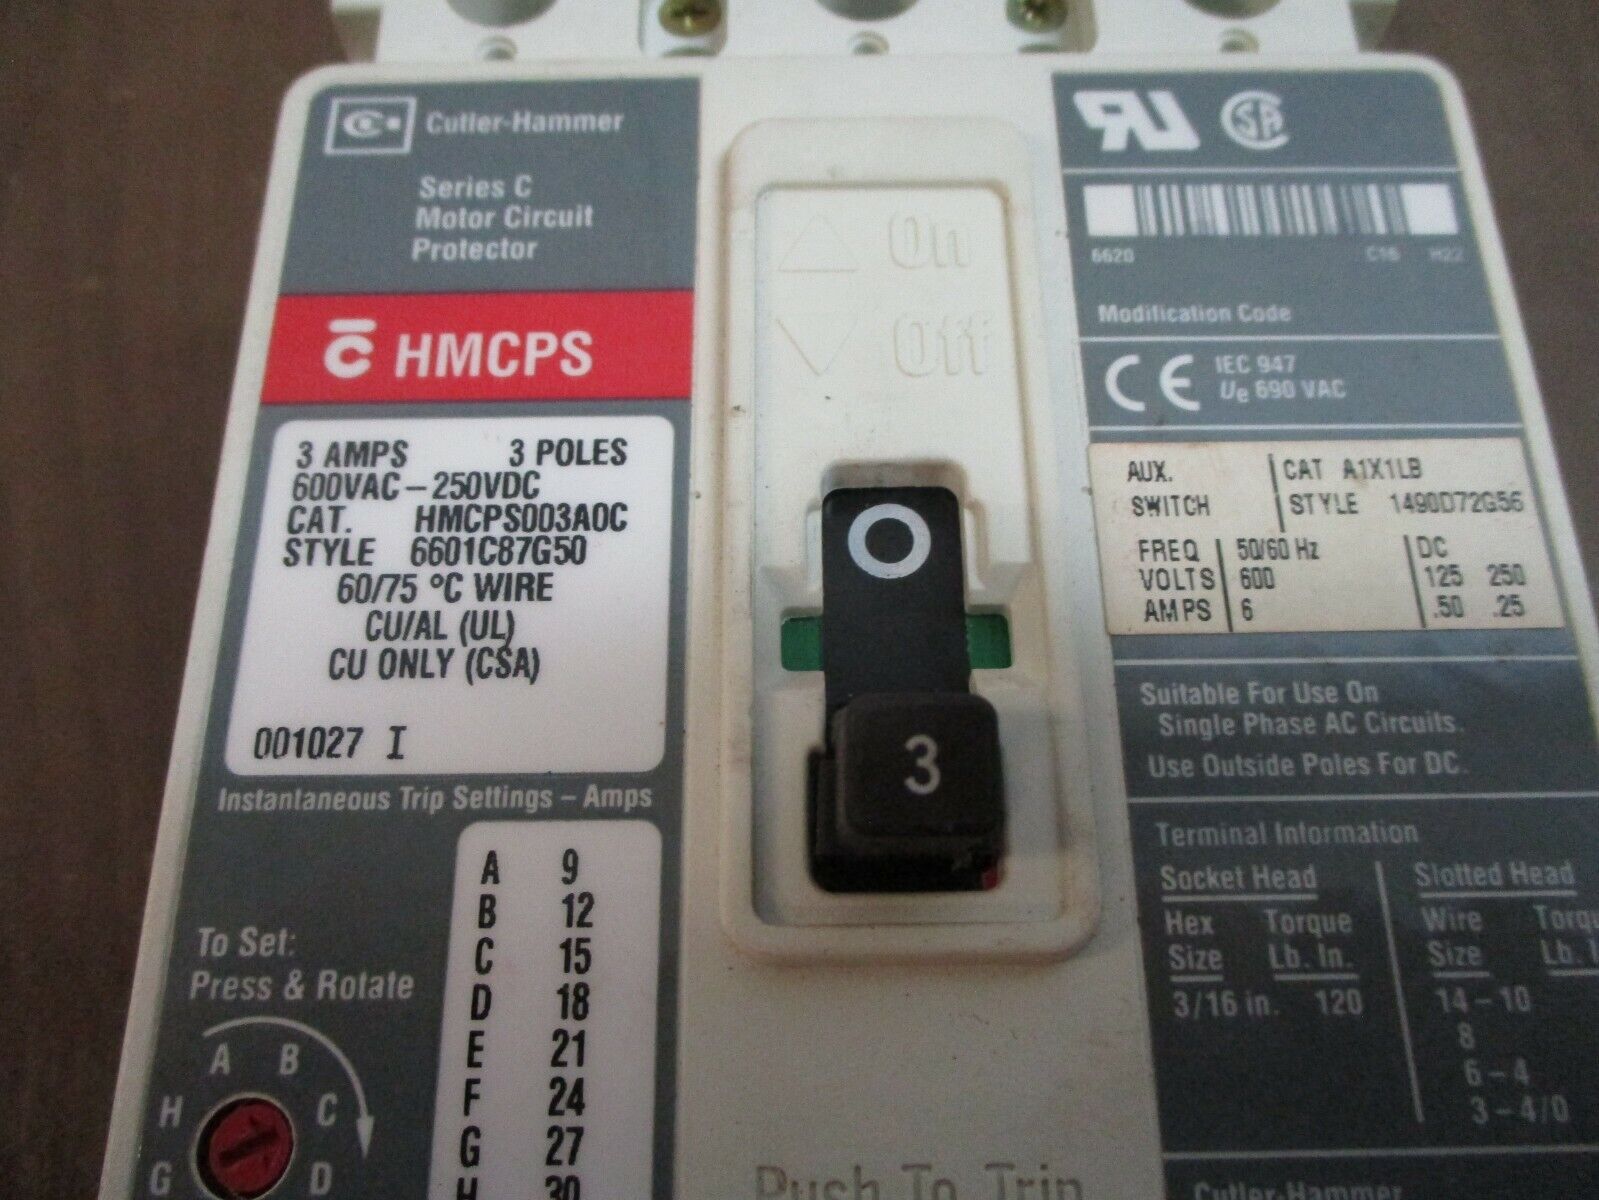 Cutler-Hammer
Series C
Motor Circuit
Protector
HMCPS
3 AMPS 3 POLES
600VAC-250VDC
CAT. HMCPS003A0C
STYLE 6601C87G50
60/75 °C WIRE
CU/AL (UL)
CU ONLY (CSA)
001027 I
Instantaneous Trip Settings – Amps
A 9
B 12
C 15
D 18
E 21
F 24
G 27
H 30
To Set:
Press & Rotate
A B
H C
G D
On
Off
O
3
Push To Trip
CSA
6620 C16 H22
Modification Code
CE IEC 947
Ue 690 VAC
AUX. CAT A1X1LB
SWITCH STYLE 1490D72G56
FREQ 50/60 Hz DC
VOLTS 600 125 250
AMPS 6 .50 .25
Suitable For Use On
Single Phase AC Circuits.
Use Outside Poles For DC.
Terminal Information
Socket Head Slotted Head
Hex Torque Wire
Size Lb. In. Size Lb.
3/16 in. 120 14 – 10
8
6 – 4
3 – 4/0
Cutler-Hammer